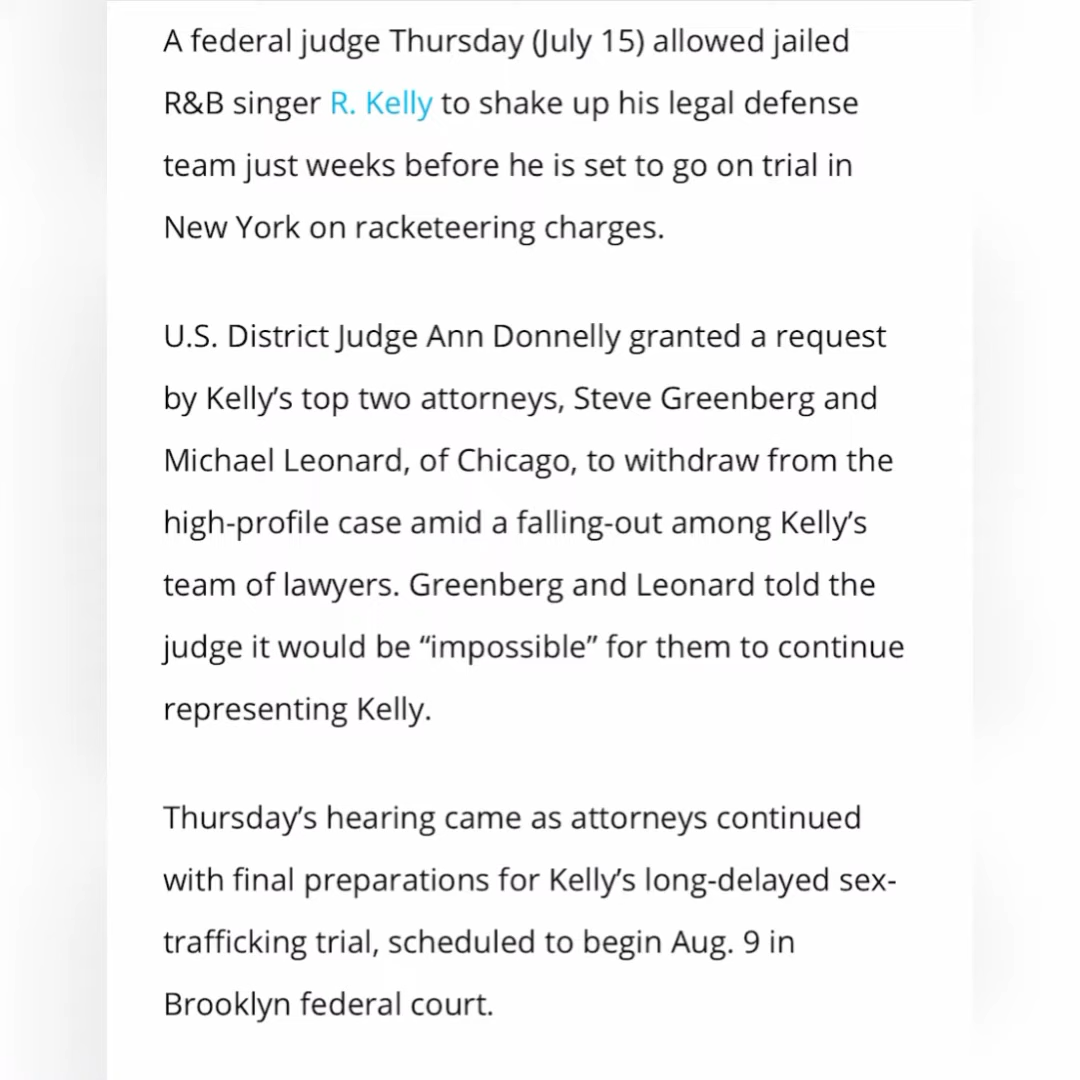 A federal judge Thursday (July 15) allowed jailed
R&B singer R. Kelly to shake up his legal defense
team just weeks before he is set to go on trial in
New York on racketeering charges.
U.S. District Judge Ann Donnelly granted a request
by Kelly’s top two attorneys, Steve Greenberg and
Michael Leonard, of Chicago, to withdraw from the
high-profile case amid a falling-out among Kelly’s
team of lawyers. Greenberg and Leonard told the
judge it would be “impossible” for them to continue
representing Kelly.
Thursday’s hearing came as attorneys continued
with final preparations for Kelly’s long-delayed sex-
trafficking trial, scheduled to begin Aug. 9 in
Brooklyn federal court.